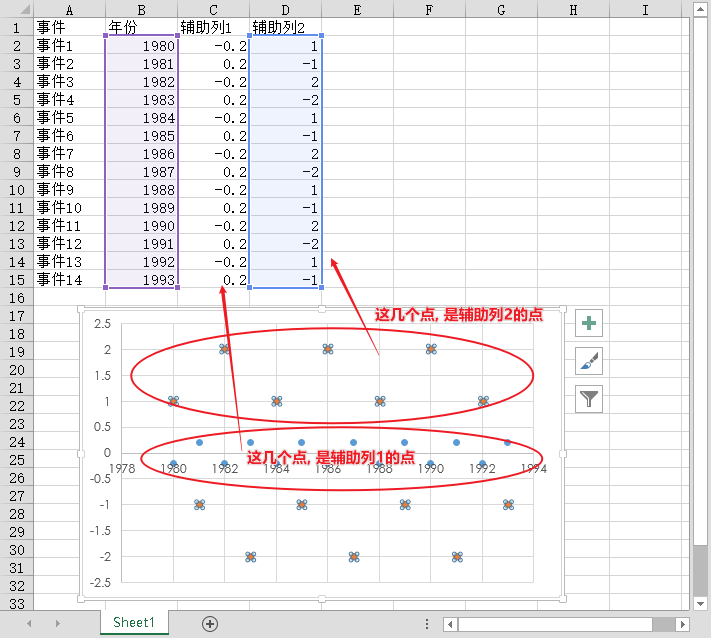 A B C D E F G H I
1 事件 年份 辅助列1 辅助列2
2 事件1 1980 -0.2 1
3 事件2 1981 0.2 -1
4 事件3 1982 -0.2 2
5 事件4 1983 0.2 -2
6 事件5 1984 -0.2 1
7 事件6 1985 0.2 -1
8 事件7 1986 -0.2 2
9 事件8 1987 0.2 -2
10 事件9 1988 -0.2 1
11 事件10 1989 0.2 -1
12 事件11 1990 -0.2 2
13 事件12 1991 0.2 -2
14 事件13 1992 -0.2 1
15 事件14 1993 0.2 -1
16
17
18
19
20
21
22
23
24
25
26
27
28
29
30
31
32
33
这几个点, 是辅助列2的点
2.5
2
1.5
1
0.5
0
-0.5
-1
-1.5
-2
-2.5
这几个点, 是辅助列1的点
1978 1980 1982 1984 1986 1988 1990 1992 1994
Sheet1